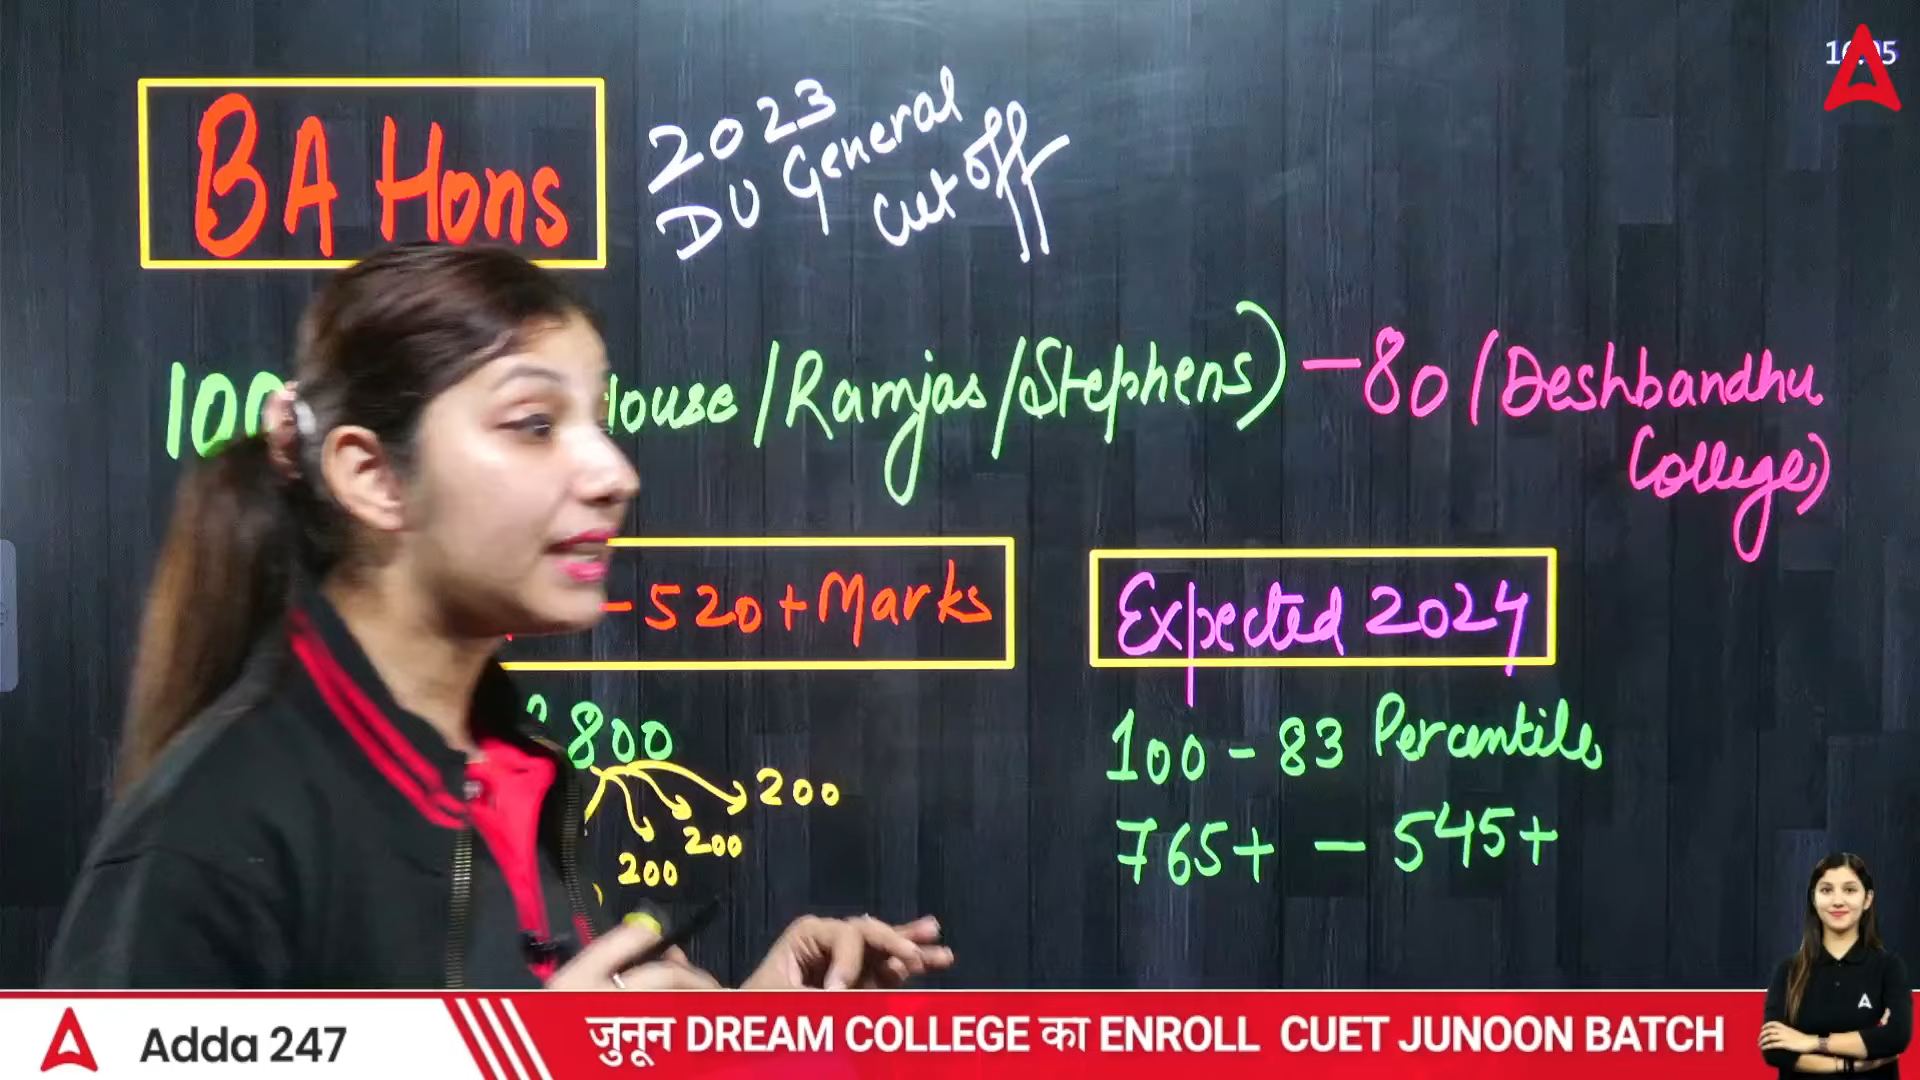 BA Hons
2023
DU General
Cut off
100 /Ramjas/Stephens) - 80 (Deshbandhu
College)
- 520+ Marks
Expected 2024
800
100 - 83 Percentile
200
765+ - 545+
200
200
Adda 247
जुनून DREAM COLLEGE का ENROLL CUET JUNOON BATCH